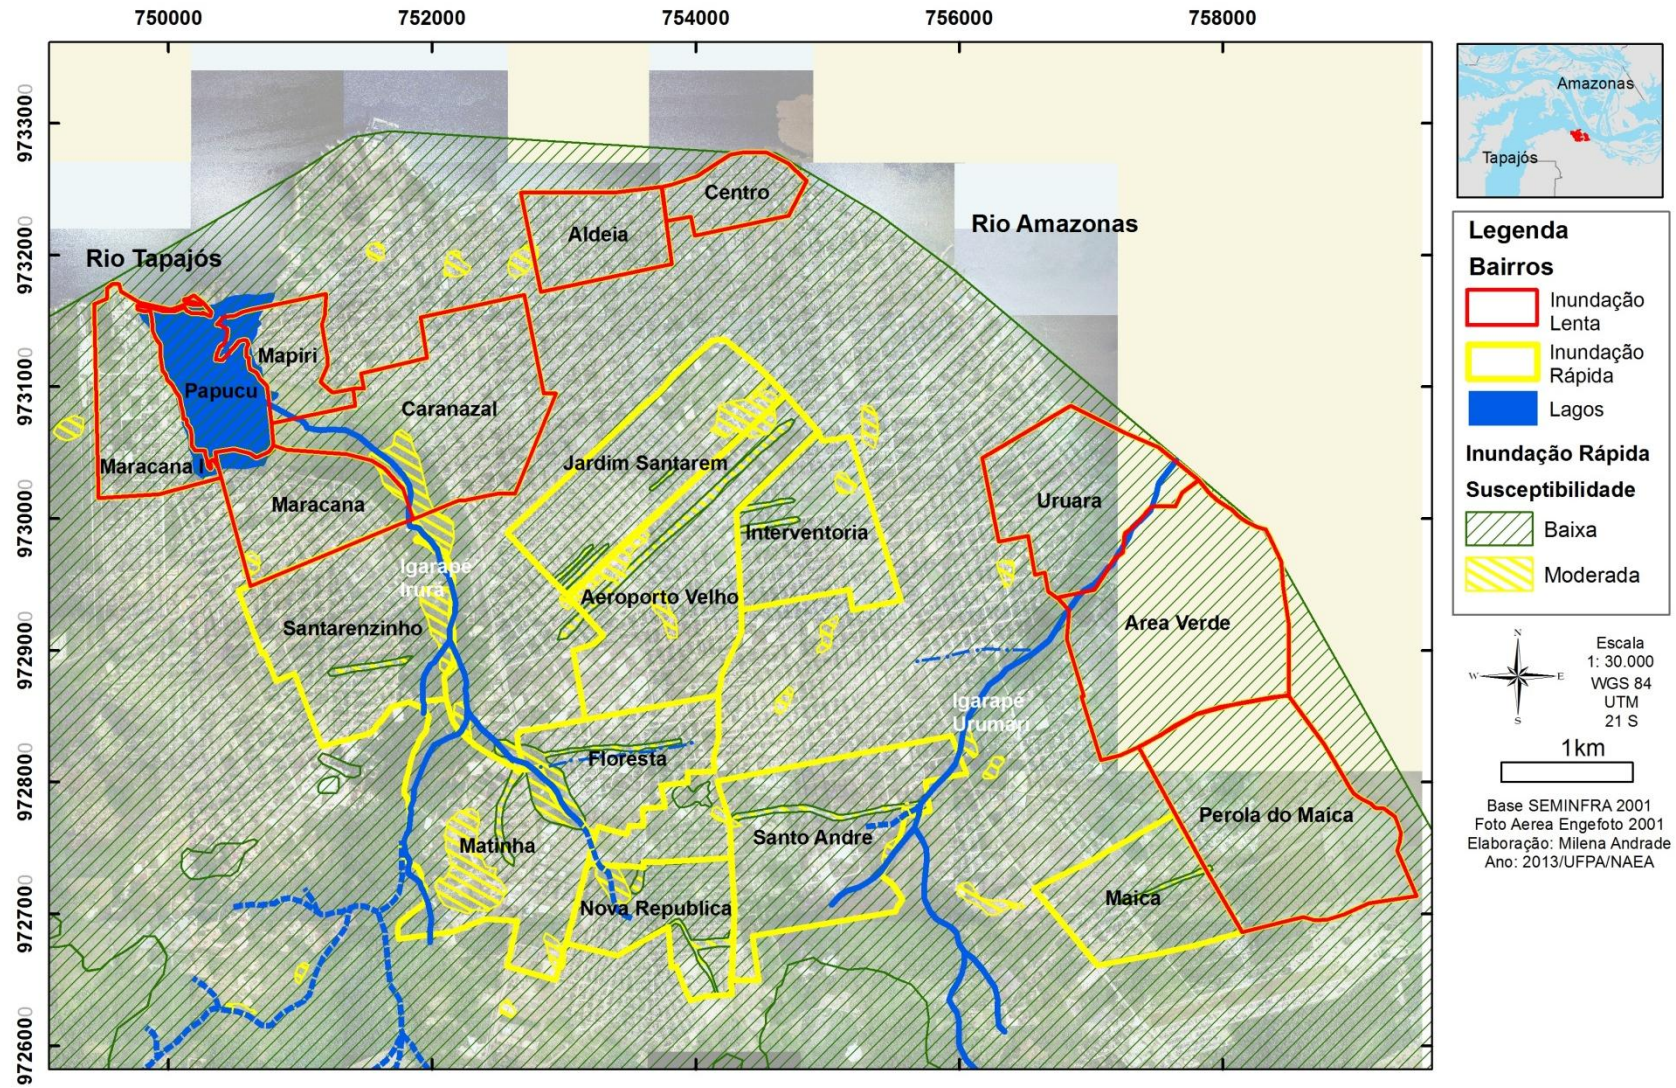 750000
752000
754000
756000
758000
9733000
9732000
9731000
9730000
9729000
9728000
9727000
9726000
Rio Tapajós
Rio Amazonas
Centro
Aldeia
Mapiri
Papucu
Caranazal
Maracana I
Maracana
Jardim Santarem
Interventoria
Uruara
Igarapé
Irurá
Aeroporto Velho
Santarenzinho
Area Verde
Igarapé
Urumari
Floresta
Matinha
Santo Andre
Perola do Maica
Maica
Nova Republica
Amazonas
Tapajós
Legenda
Bairros
Inundação
Lenta
Inundação
Rápida
Lagos
Inundação Rápida
Susceptibilidade
Baixa
Moderada
N
W
E
S
Escala
1: 30.000
WGS 84
UTM
21 S
1km
Base SEMINFRA 2001
Foto Aerea Engefoto 2001
Elaboração: Milena Andrade
Ano: 2013/UFPA/NAEA